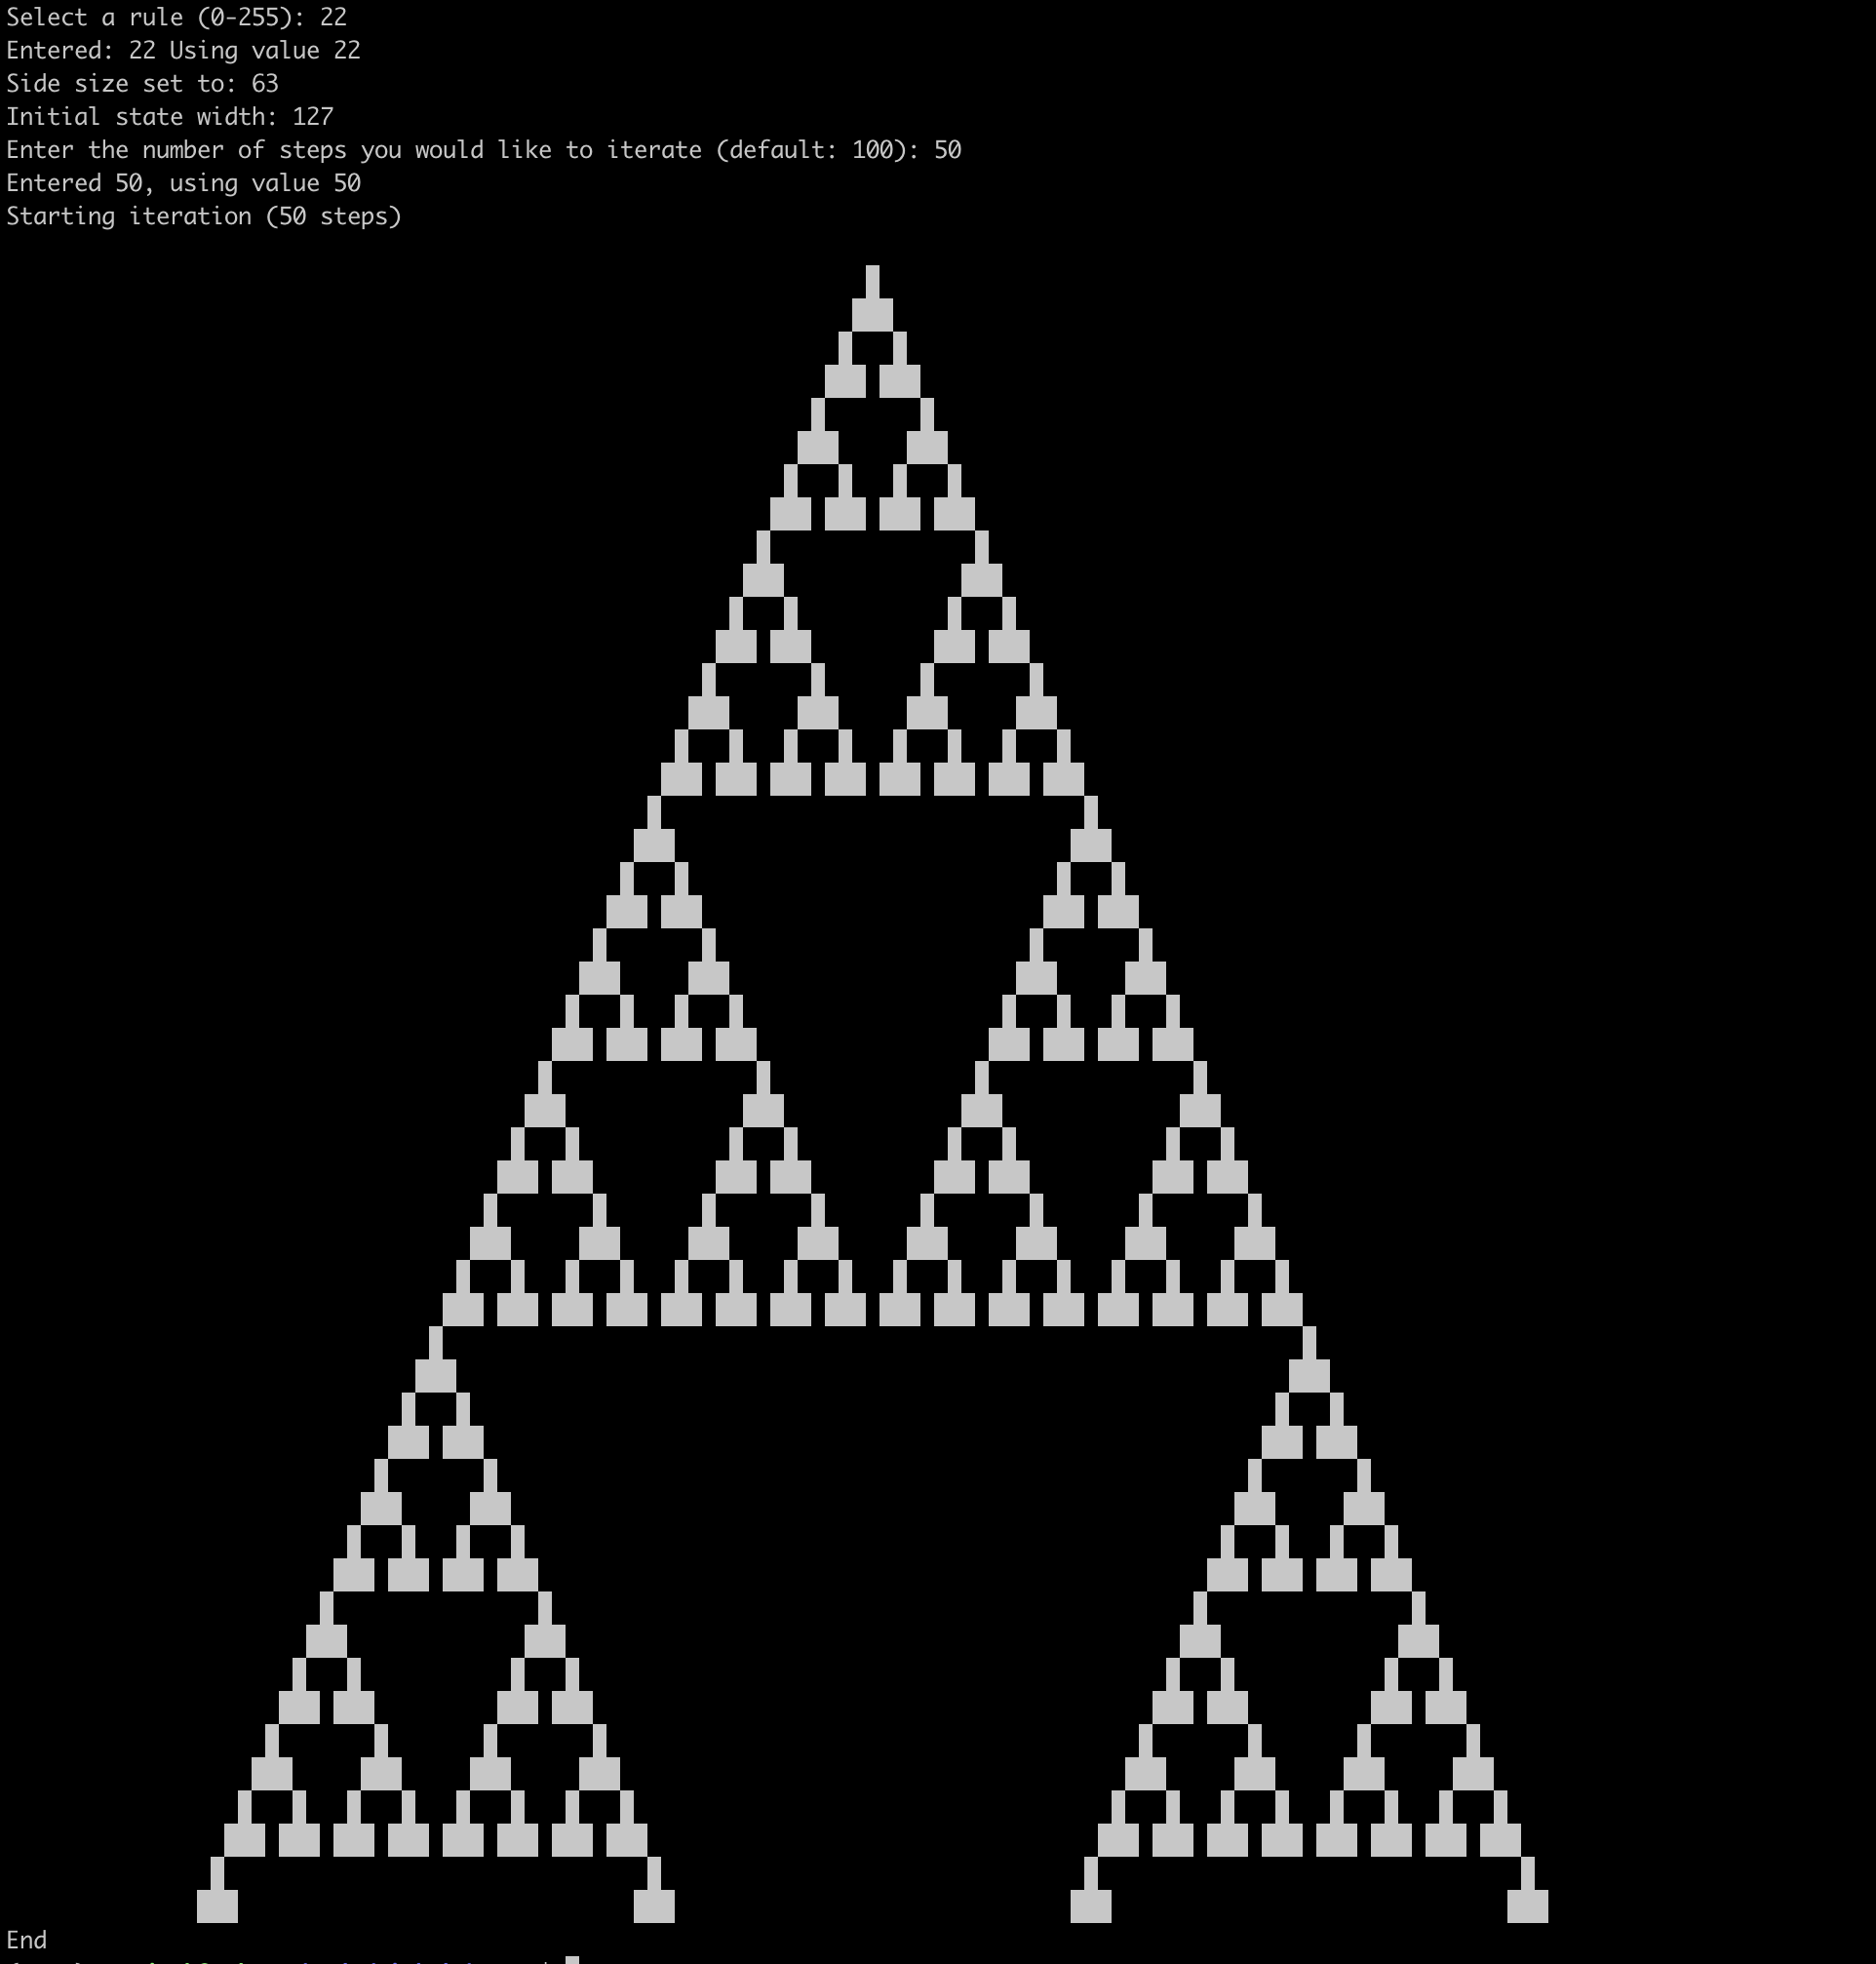 Select a rule (0-255): 22
Entered: 22 Using value 22
Side size set to: 63
Initial state width: 127
Enter the number of steps you would like to iterate (default: 100): 50
Entered 50, using value 50
Starting iteration (50 steps)
End